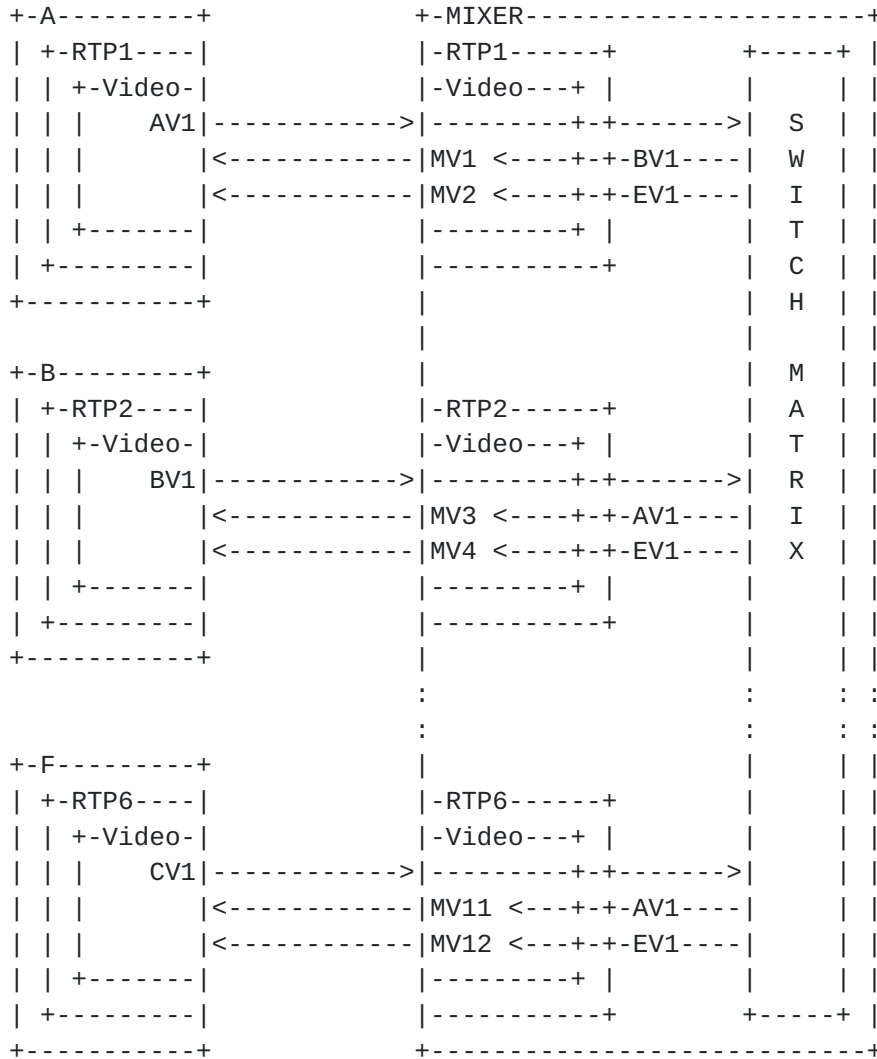 +-A---------+             +-MIXER----------------------+
| +-RTP1----|             |-RTP1------+        +-----+ |
| | +-Video-|             |-Video---+ |        |     | |
| | |    AV1|------------>|---------+-+------->|  S  | |
| | |       |<------------|MV1 <----+-+-BV1----|  W  | |
| | |       |<------------|MV2 <----+-+-EV1----|  I  | |
| | +-------|             |---------+ |        |  T  | |
| +---------|             |-----------+        |  C  | |
+-----------+             |                    |  H  | |
                          |                    |     | |
+-B---------+             |                    |  M  | |
| +-RTP2----|             |-RTP2------+        |  A  | |
| | +-Video-|             |-Video---+ |        |  T  | |
| | |    BV1|------------>|---------+-+------->|  R  | |
| | |       |<------------|MV3 <----+-+-AV1----|  I  | |
| | |       |<------------|MV4 <----+-+-EV1----|  X  | |
| | +-------|             |---------+ |        |     | |
| +---------|             |-----------+        |     | |
+-----------+             |                    |     | |
                          :                    :     : :
                          :                    :     : :
+-F---------+             |                    |     | |
| +-RTP6----|             |-RTP6------+        |     | |
| | +-Video-|             |-Video---+ |        |     | |
| | |    CV1|------------>|---------+-+------->|     | |
| | |       |<------------|MV11 <---+-+-AV1----|     | |
| | |       |<------------|MV12 <---+-+-EV1----|     | |
| | +-------|             |---------+ |        |     | |
| +---------|             |-----------+        +-----+ |
+-----------+             +----------------------------+